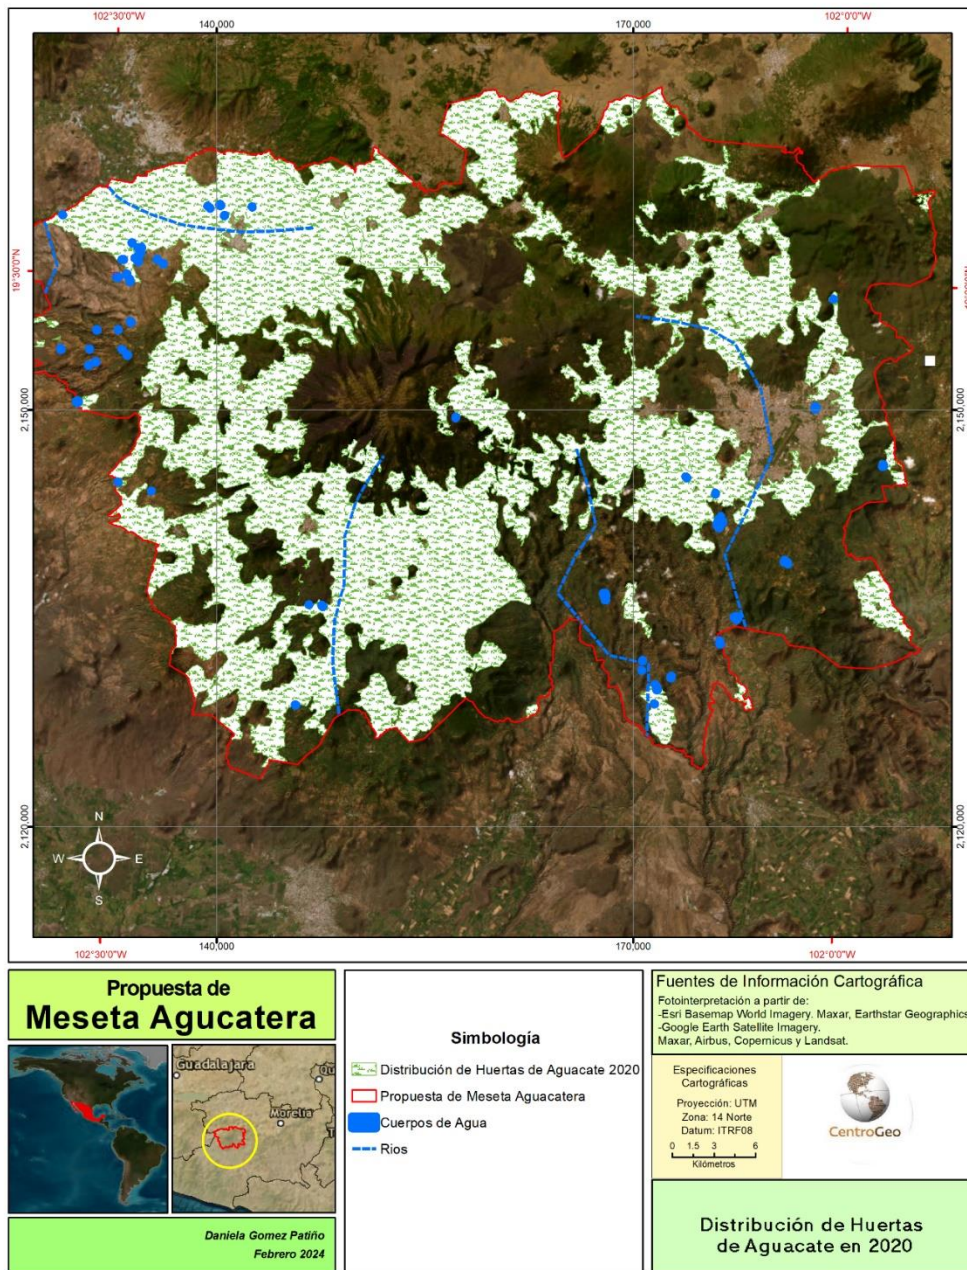 102°30'0"W
140,000
170,000
102°0'0"W
19°30'0"N
2,150,000
2,150,000
2,120,000
2,120,000
N
W
E
S
102°30'0"W
140,000
170,000
102°0'0"W
Propuesta de
Meseta Agucatera
Guadalajara
Morelia
Daniela Gomez Patiño
Febrero 2024
Simbología
Distribución de Huertas de Aguacate 2020
Propuesta de Meseta Aguacatera
Cuerpos de Agua
Rios
Fuentes de Información Cartográfica
Fotointerpretación a partir de:
-Esri Basemap World Imagery. Maxar, Earthstar Geographics
-Google Earth Satellite Imagery.
Maxar, Airbus, Copernicus y Landsat.
Especificaciones
Cartográficas
Proyección: UTM
Zona: 14 Norte
Datum: ITRF08
0 1.5 3 6
Kilómetros
CentroGeo
Distribución de Huertas
de Aguacate en 2020